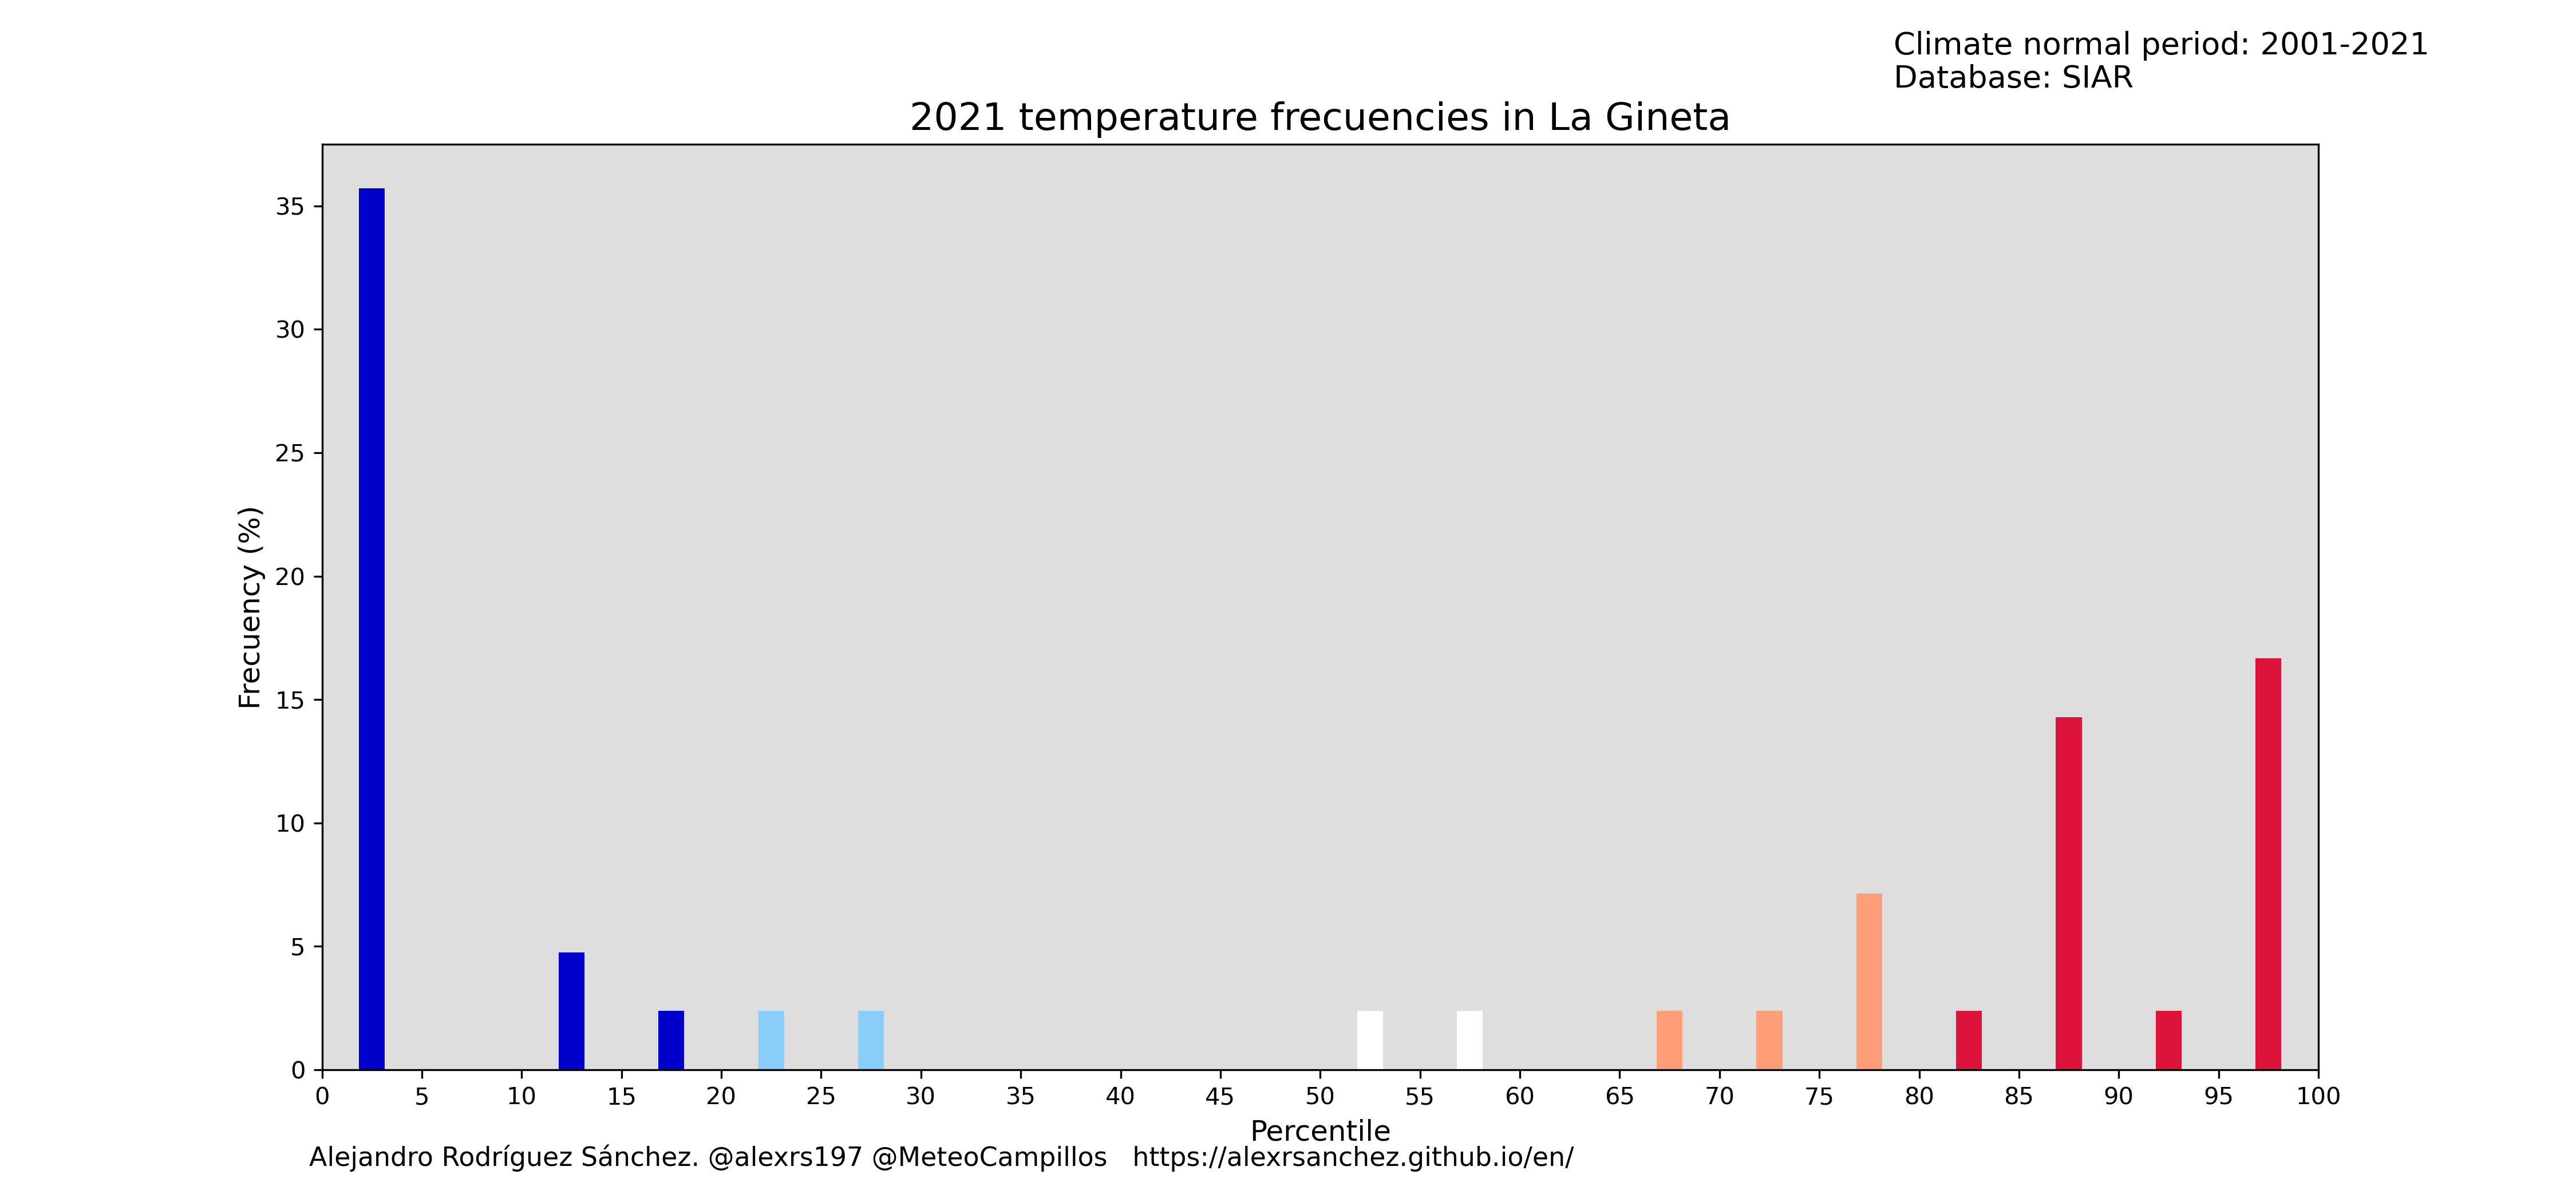 Climate normal period: 2001-2021
Database: SIAR
2021 temperature frecuencies in La Gineta
Frecuency (%)
35
30
25
20
15
10
5
0
0 5 10 15 20 25 30 35 40 45 50 55 60 65 70 75 80 85 90 95 100
Percentile
Alejandro Rodríguez Sánchez. @alexrs197 @MeteoCampillos https://alexrsanchez.github.io/en/